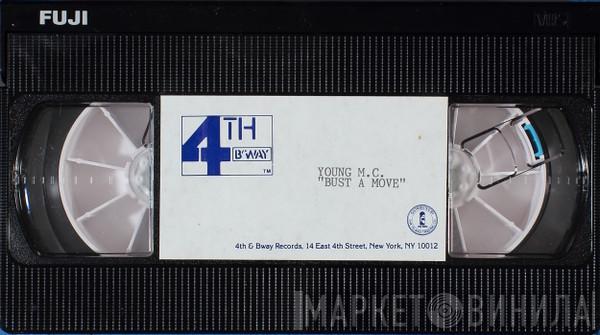 FUJI
VHS
4TH
B'WAY
TM
YOUNG M.C.
"BUST A MOVE"
4th & Bway Records, 14 East 4th Street, New York, NY 10012
МАРКЕТ ВИНИЛА